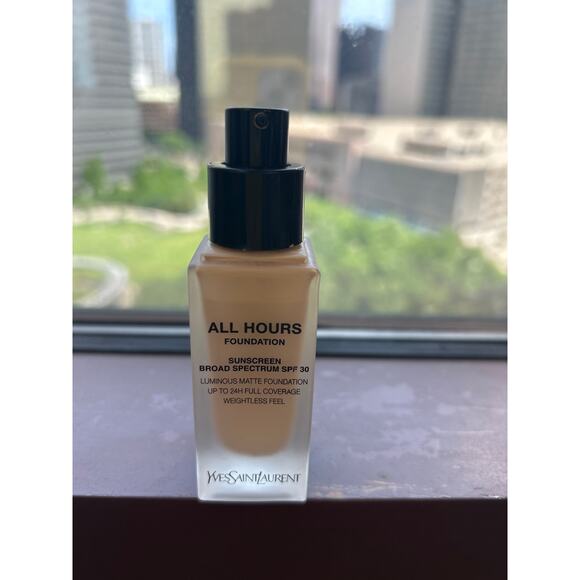 ALL HOURS
FOUNDATION
SUNSCREEN
BROAD SPECTRUM SPF 30
LUMINOUS MATTE FOUNDATION
UP TO 24H FULL COVERAGE
WEIGHTLESS FEEL
YVESSAINTLAURENT